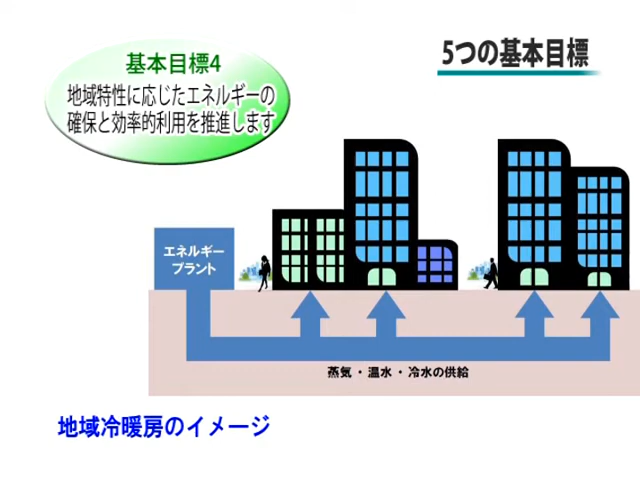 5つの基本目標
基本目標4
地域特性に応じたエネルギーの
確保と効率的利用を推進します
エネルギー
プラント
蒸気・温水・冷水の供給
地域冷暖房のイメージ